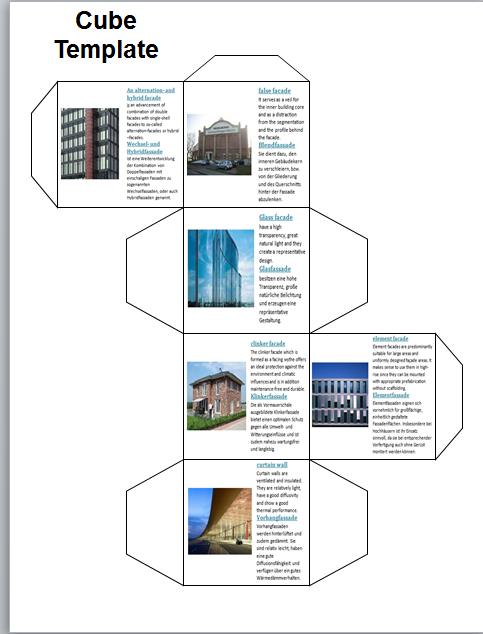 Cube
Template
An alternation-and
hybrid facade
is an advancement of
combination of double
facades with single-shell
facades to so-called
alternation-facades or hybrid
-facades.
Wechsel- und
Hybridfassade
ist eine Weiterentwicklung
der Kombination von
Doppelfassaden mit
einschaligen Fassaden zu
sogenannten
Wechselfassaden, oder auch
Hybridfassaden genannt.
false facade
It serves as a veil for
the inner building core
and as a distraction
from the segmentation
and the profile behind
the facade.
Blendfassade
Sie dient dazu, den
inneren Gebäudekern
zu verschleiern, bzw.
von der Gliederung
und des Querschnitts
hinter der Fassade
abzulenken.
Glass facade
have a high
transparency, great
natural light and they
create a representative
design.
Glasfassade
besitzen eine hohe
Transparenz, große
natürliche Belichtung
und erzeugen eine
repräsentative
Gestaltung.
clinker facade
The clinker facade which is
formed as a facing wythe offers
an ideal protection against the
environment and climatic
influences and is in addition
maintenance-free and durable.
Klinkerfassade
Die als Vormauerschale
ausgebildete Klinkerfassade
bietet einen optimalen Schutz
gegen alle Umwelt- und
Witterungseinflüsse und ist
zudem nahezu wartungsfrei
und langlebig.
element facade
Element facades are predominantly
suitable for large areas and
uniformly designed façade areas. It
makes sense to use them in high-
rise since they can be mounted
with appropriate prefabrication
without scaffolding.
Elementfassade
Elementfassaden eignen sich
vornehmlich für großflächige,
einheitlich gestaltete
Fassadenflächen. Insbesondere bei
Hochhäusern ist ihr Einsatz
sinnvoll, da sie bei entsprechender
Vorfertigung auch ohne Gerüst
montiert werden können.
curtain wall
Curtain walls are
ventilated and insulated.
They are relatively light,
have a good diffusivity
and show a good
thermal performance.
Vorhangfassade
Vorhangfassaden
werden hinterlüftet und
zudem gedämmt. Sie
sind relativ leicht; haben
eine gute
Diffusionsfähigkeit und
verfügen über ein gutes
Wärmedämmverhalten.